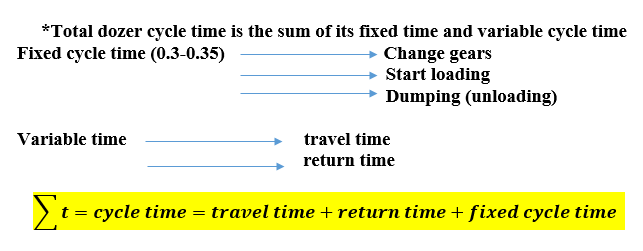 *Total dozer cycle time is the sum of its fixed time and variable cycle time
Fixed cycle time (0.3-0.35) Change gears
Start loading
Dumping (unloading)
Variable time travel time
return time
∑ t = cycle time = travel time + return time + fixed cycle time